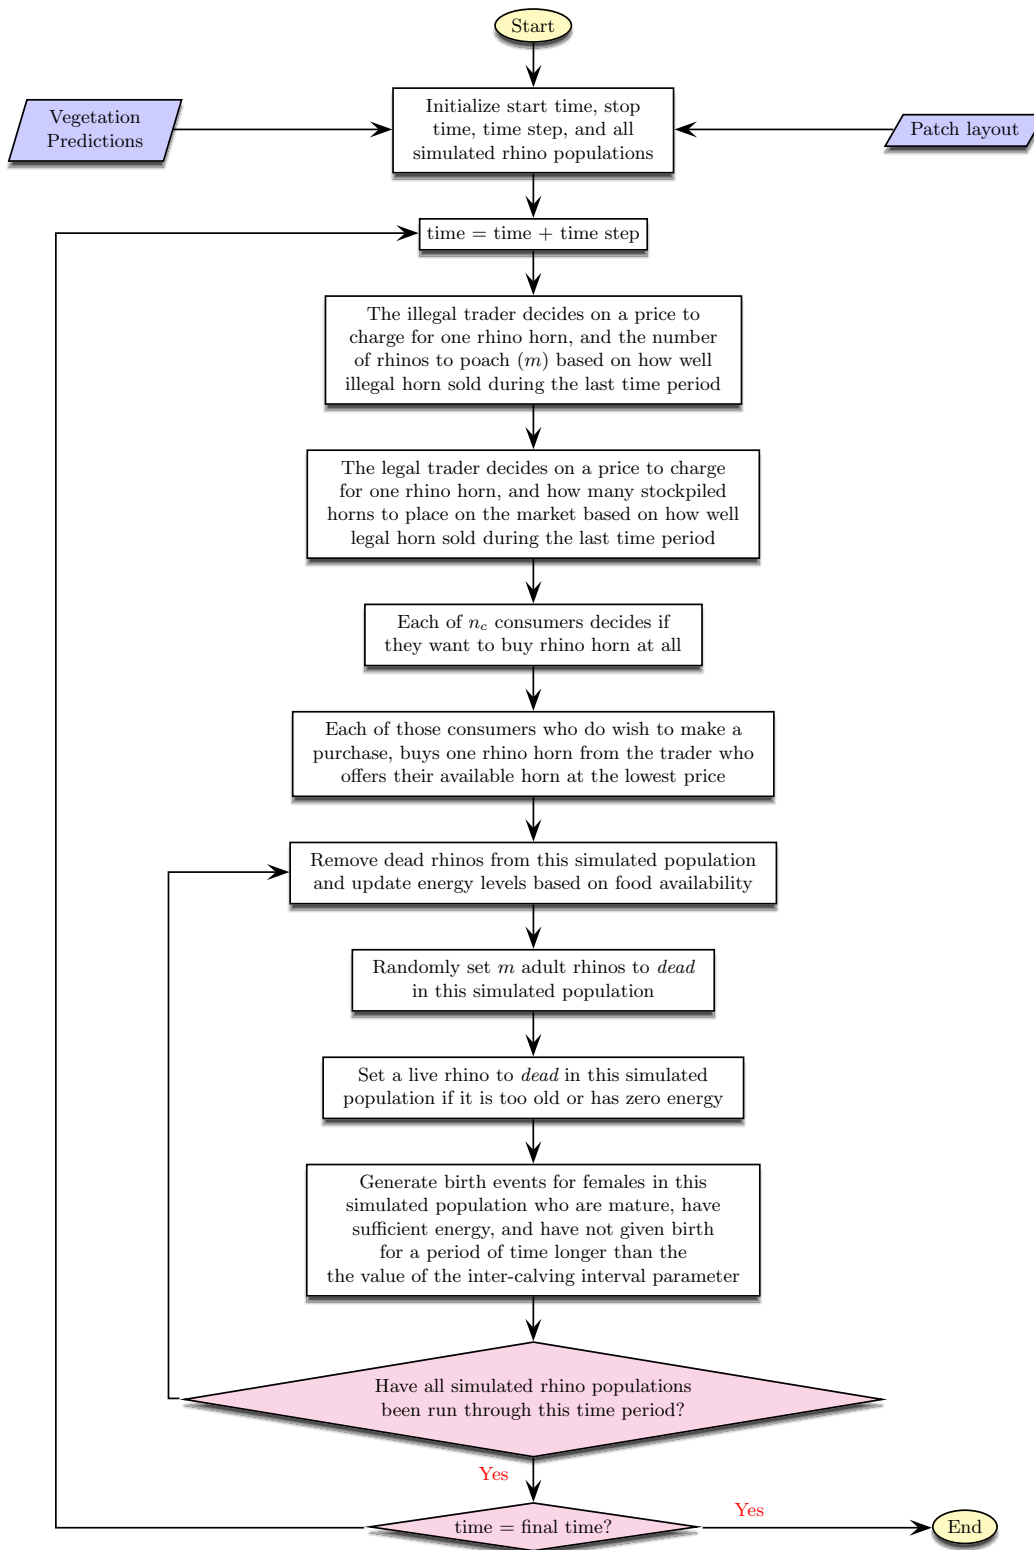 Start
Vegetation
Predictions
Initialize start time, stop
time, time step, and all
simulated rhino populations
Patch layout
time = time + time step
The illegal trader decides on a price to
charge for one rhino horn, and the number
of rhinos to poach (m) based on how well
illegal horn sold during the last time period
The legal trader decides on a price to charge
for one rhino horn, and how many stockpiled
horns to place on the market based on how well
legal horn sold during the last time period
Each of n_c consumers decides if
they want to buy rhino horn at all
Each of those consumers who do wish to make a
purchase, buys one rhino horn from the trader who
offers their available horn at the lowest price
Remove dead rhinos from this simulated population
and update energy levels based on food availability
Randomly set m adult rhinos to dead
in this simulated population
Set a live rhino to dead in this simulated
population if it is too old or has zero energy
Generate birth events for females in this
simulated population who are mature, have
sufficient energy, and have not given birth
for a period of time longer than the
the value of the inter-calving interval parameter
Have all simulated rhino populations
been run through this time period?
Yes
time = final time?
Yes
End